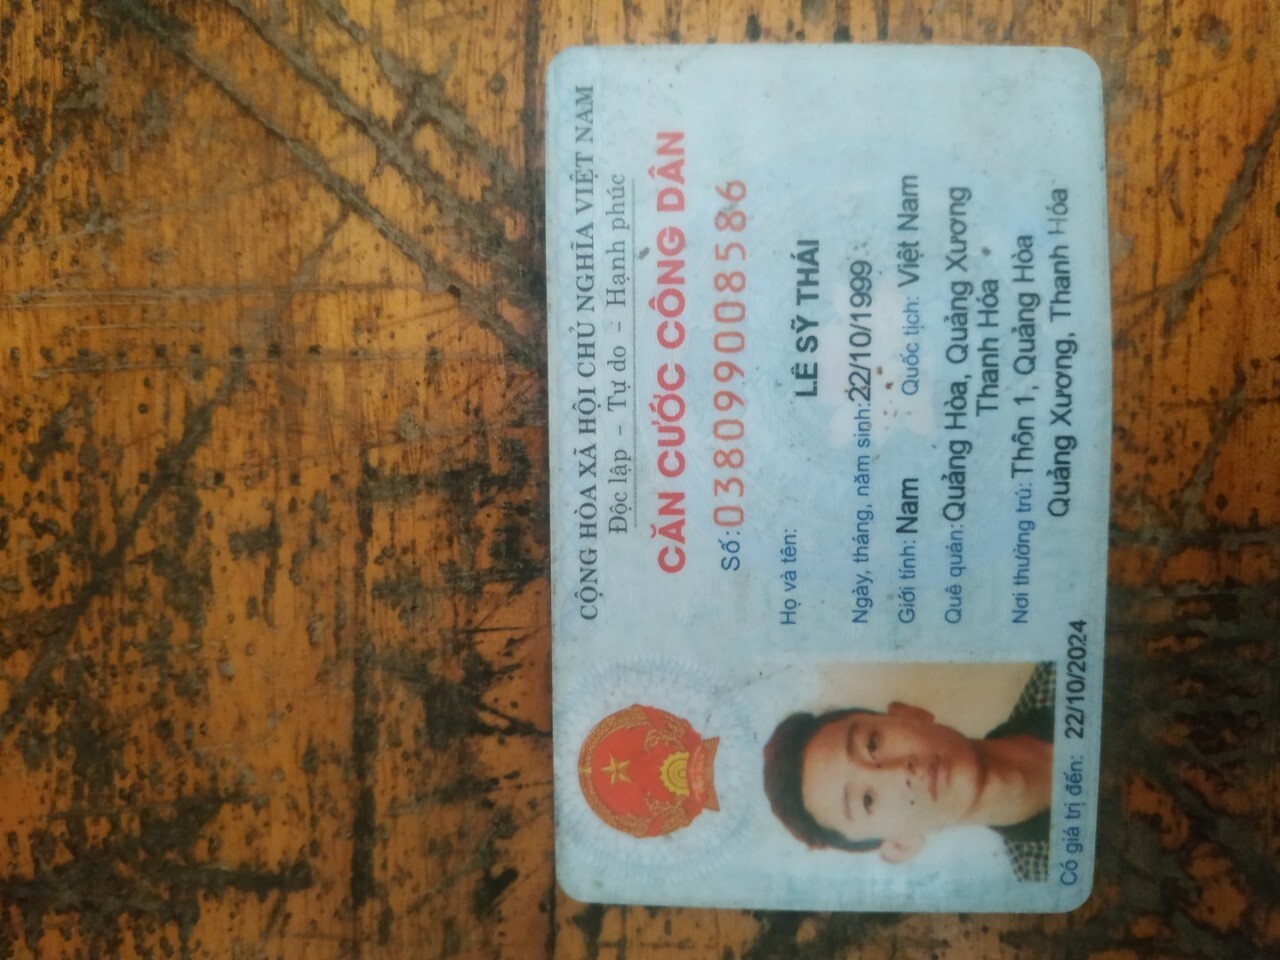 CỘNG HÒA XÃ HỘI CHỦ NGHĨA VIỆT NAM
Độc lập - Tự do - Hạnh phúc
CĂN CƯỚC CÔNG DÂN
Số: 038099008586
Họ và tên:
LÊ SỸ THÁI
Ngày, tháng, năm sinh: 22/10/1999
Giới tính: Nam Quốc tịch: Việt Nam
Quê quán: Quảng Hòa, Quảng Xương
Thanh Hóa
Nơi thường trú: Thôn 1, Quảng Hòa
Quảng Xương, Thanh Hóa
Có giá trị đến: 22/10/2024